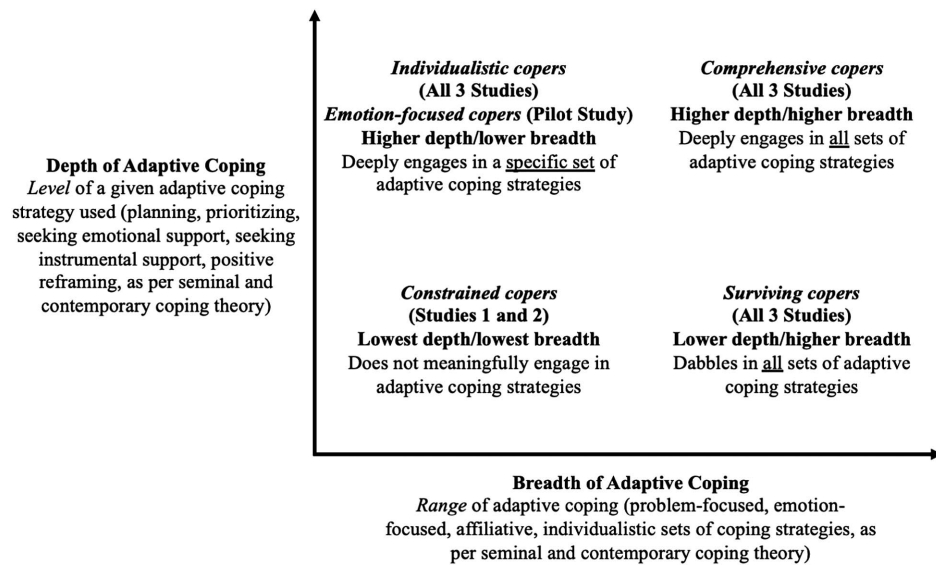 Individualistic copers
(All 3 Studies)
Emotion-focused copers (Pilot Study)
Higher depth/lower breadth
Deeply engages in a specific set of
adaptive coping strategies
Comprehensive copers
(All 3 Studies)
Higher depth/higher breadth
Deeply engages in all sets of
adaptive coping strategies
Depth of Adaptive Coping
Level of a given adaptive coping
strategy used (planning, prioritizing,
seeking emotional support, seeking
instrumental support, positive
reframing, as per seminal and
contemporary coping theory)
Constrained copers
(Studies 1 and 2)
Lowest depth/lowest breadth
Does not meaningfully engage in
adaptive coping strategies
Surviving copers
(All 3 Studies)
Lower depth/higher breadth
Dabbles in all sets of adaptive
coping strategies
Breadth of Adaptive Coping
Range of adaptive coping (problem-focused, emotion-
focused, affiliative, individualistic sets of coping strategies, as
per seminal and contemporary coping theory)